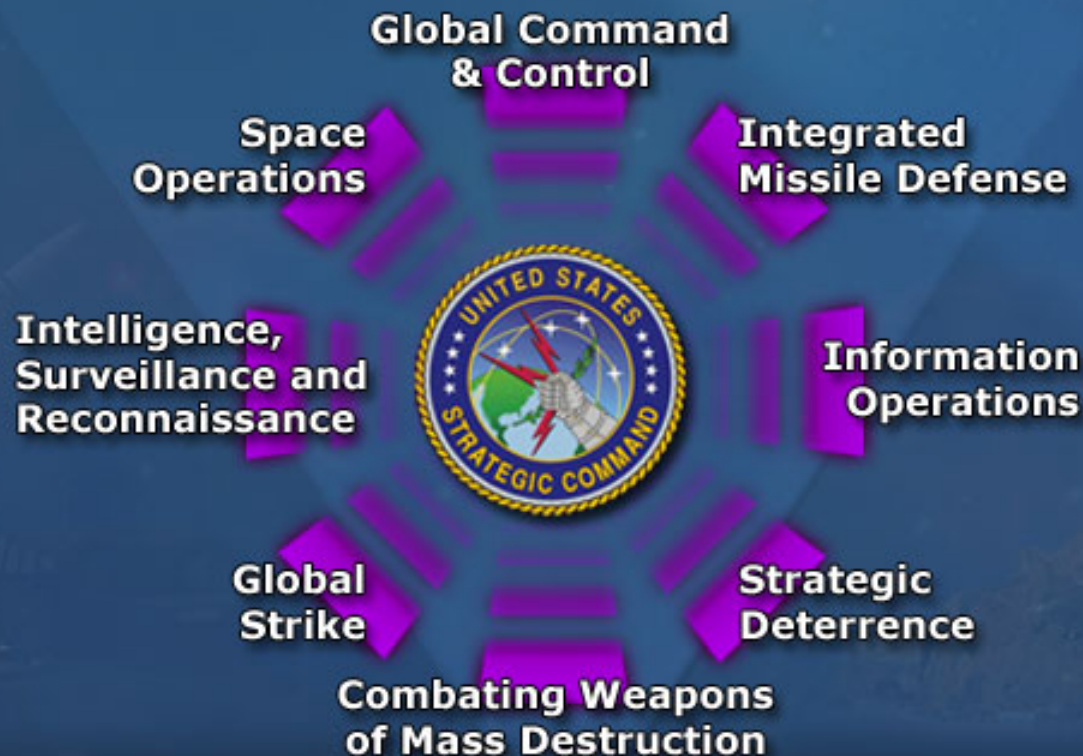 Global Command
& Control
Space
Operations
Integrated
Missile Defense
Intelligence,
Surveillance and
Reconnaissance
UNITED STATES
STRATEGIC COMMAND
Information
Operations
Global
Strike
Strategic
Deterrence
Combating Weapons
of Mass Destruction